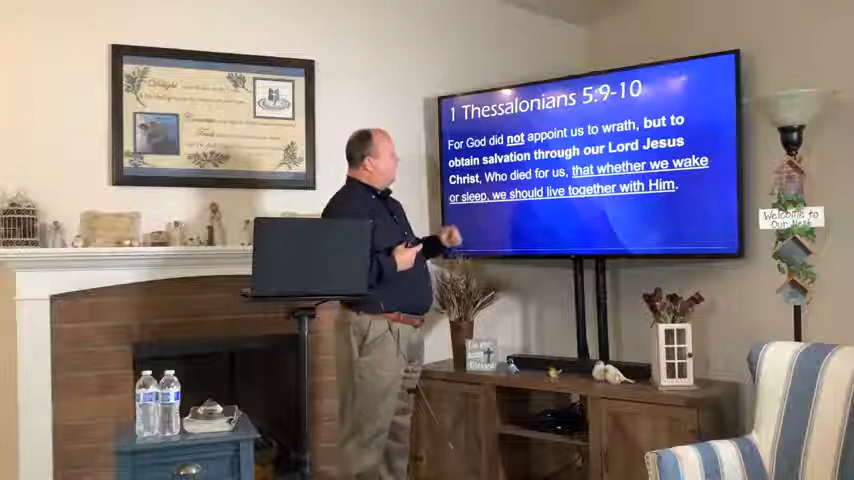 1 Thessalonians 5:9-10
For God did not appoint us to wrath, but to
obtain salvation through our Lord Jesus
Christ, Who died for us, that whether we wake
or sleep, we should live together with Him.
Welcome to
Our Nest